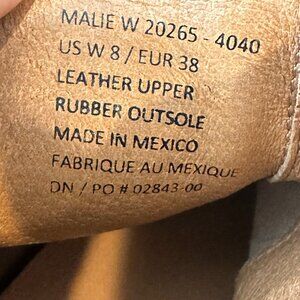 MALIE W 20265 - 4040
US W 8 / EUR 38
LEATHER UPPER
RUBBER OUTSOLE
MADE IN MEXICO
FABRIQUE AU MEXIQUE
DN / PO # 02843-00